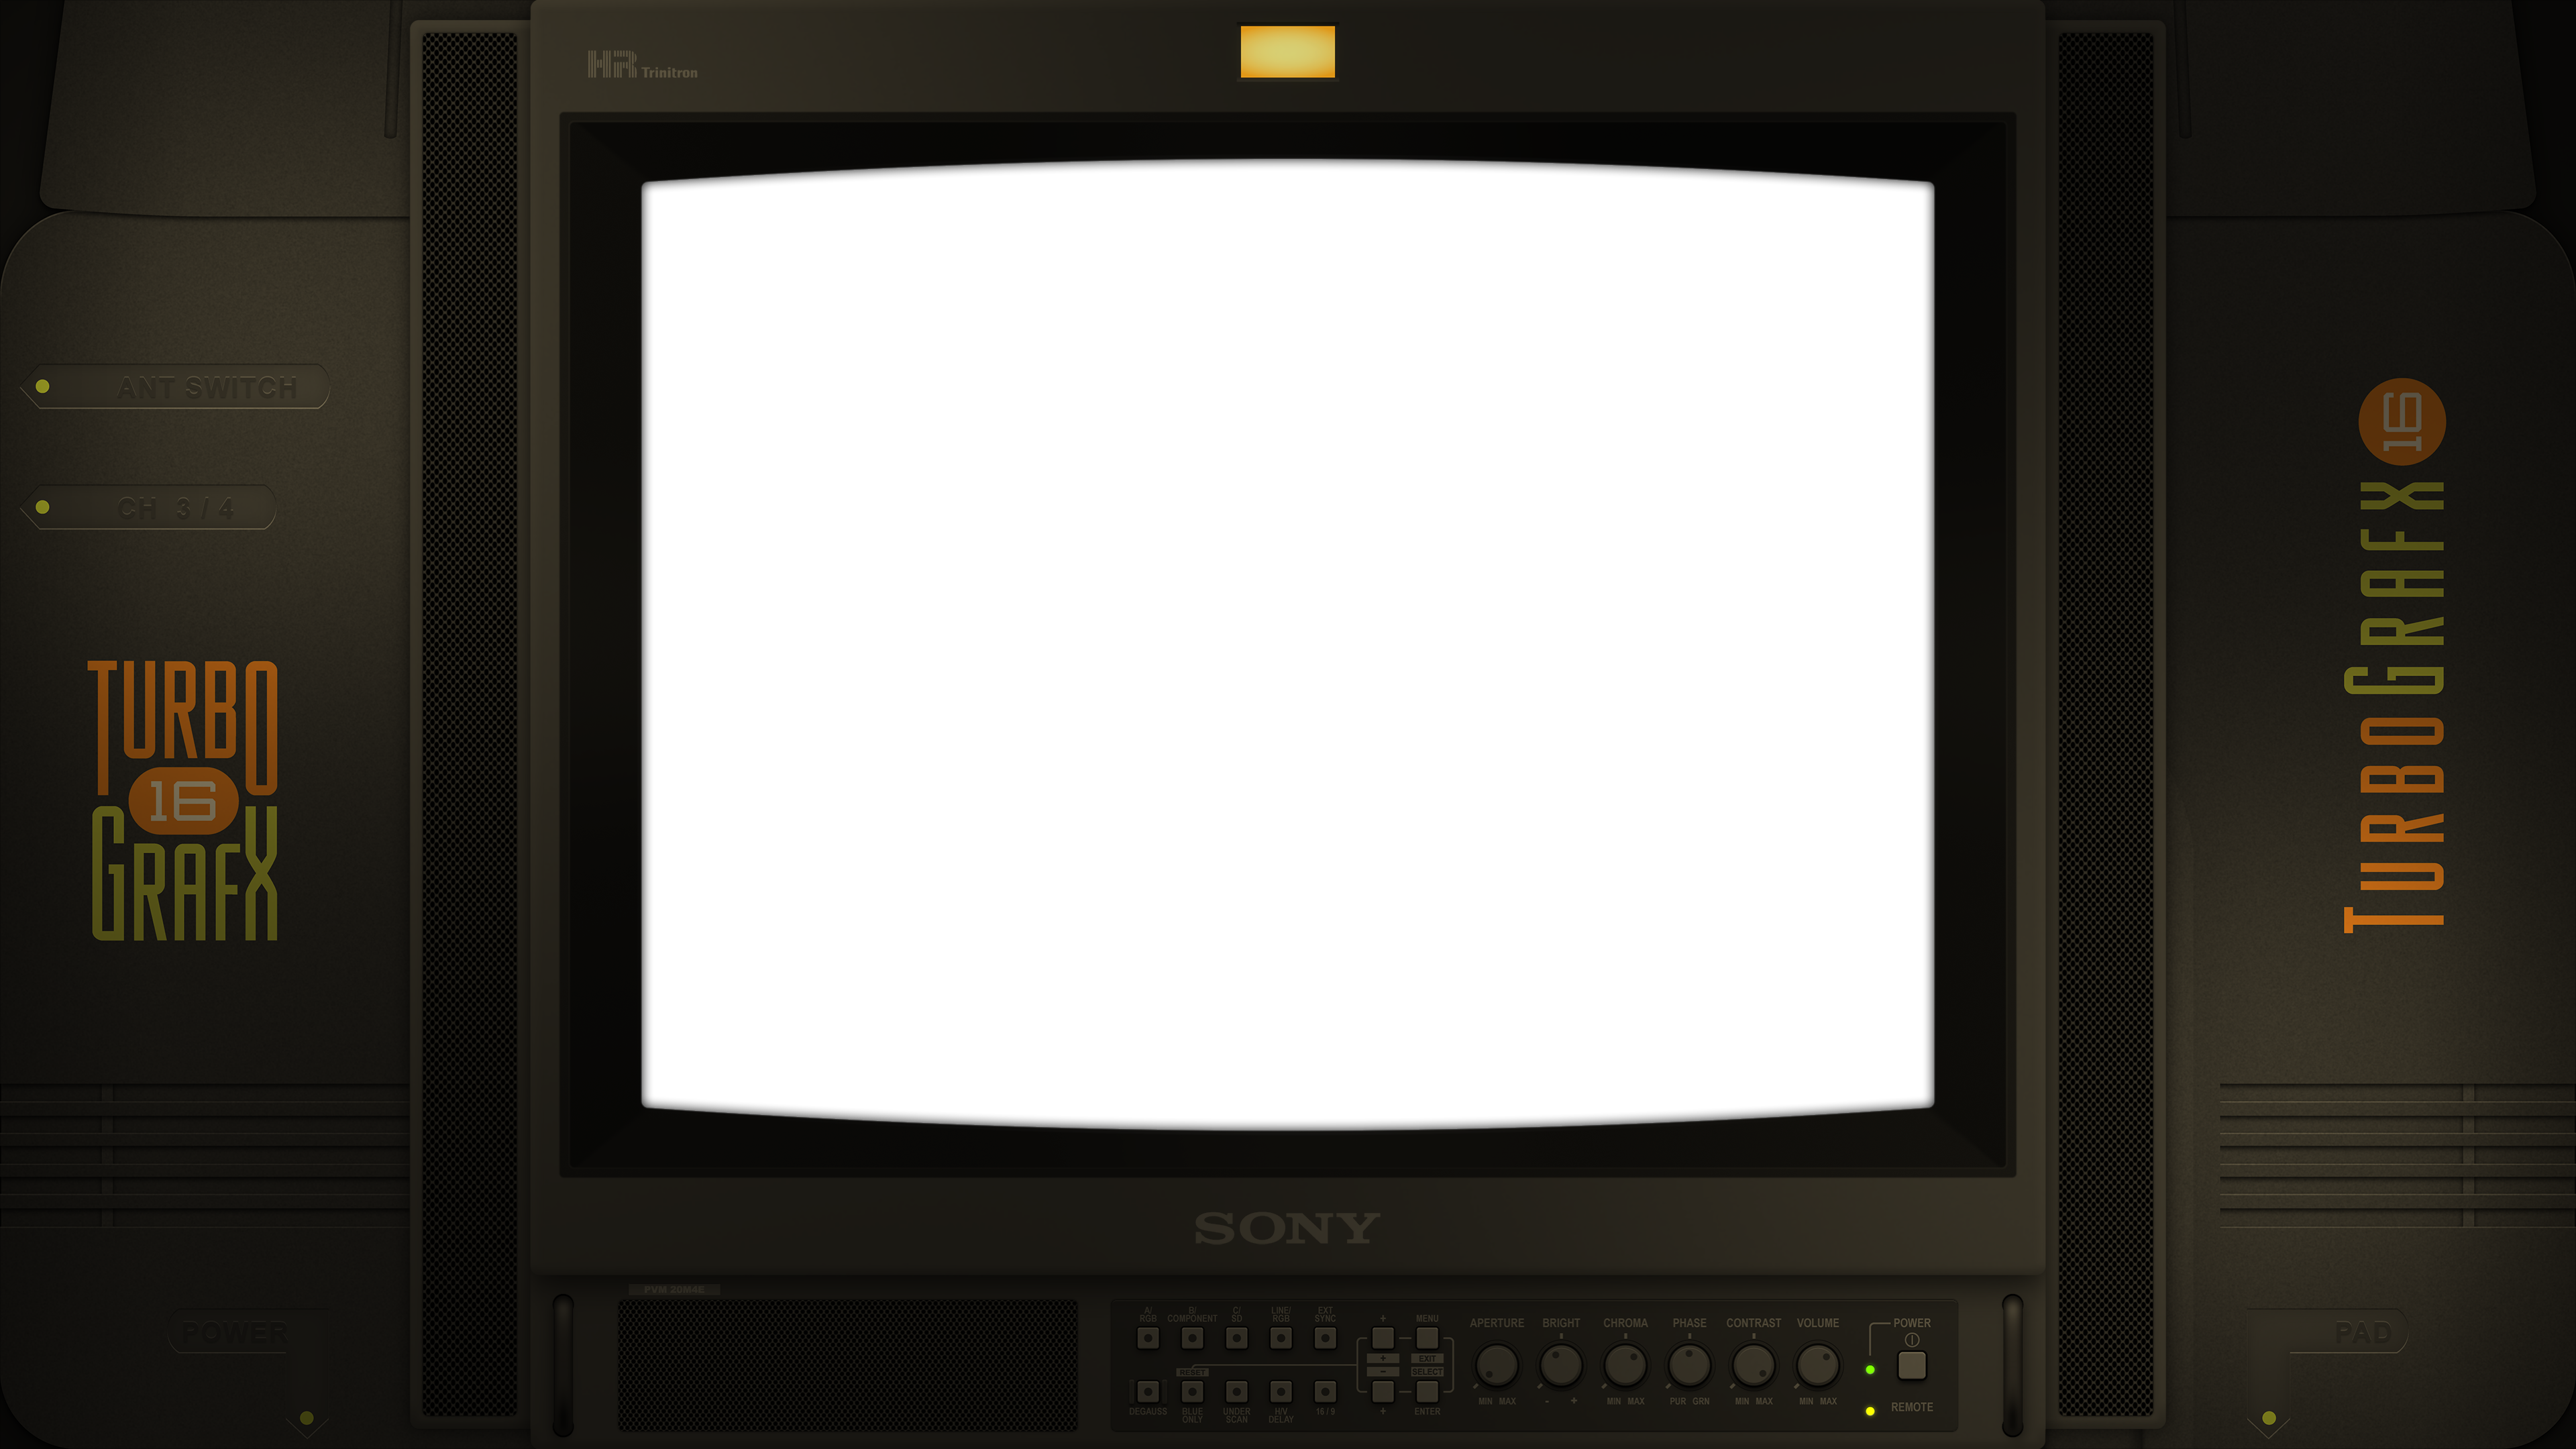 HR Trinitron
ANT SWITCH
CH 3 / 4
TURBO
16
GRAFX
TURBOGRAFX 16
SONY
PVM 20M4E
A/
RGB
B/
COMPONENT
C/
SD
LINE/
RGB
EXT
SYNC
+
MENU
+
EXIT
RESET
-
SELECT
DEGAUSS
BLUE
ONLY
UNDER
SCAN
H/V
DELAY
16 / 9
+
ENTER
APERTURE
BRIGHT
CHROMA
PHASE
CONTRAST
VOLUME
MIN MAX
- +
MIN MAX
PUR GRN
MIN MAX
MIN MAX
POWER
REMOTE
POWER
PAD